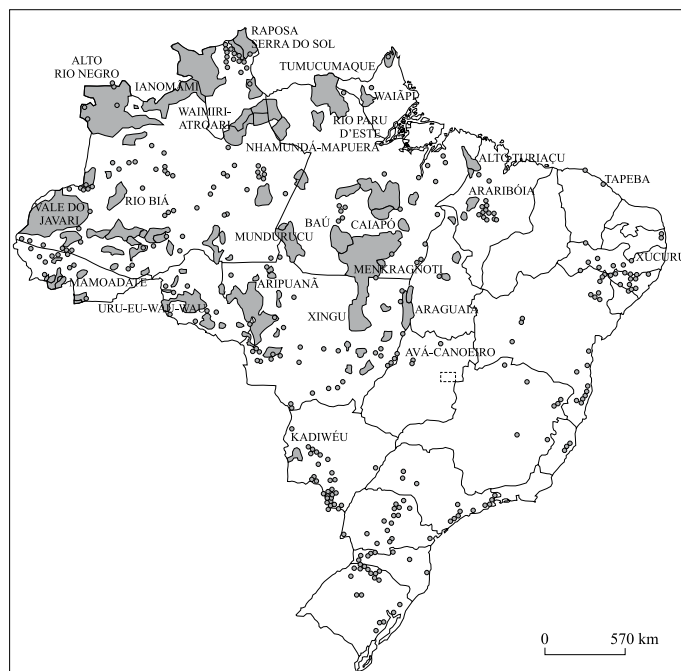 RAPOSA
SERRA DO SOL
ALTO
RIO NEGRO
IANOMÂMI
TUMUCUMAQUE
WAIMIRI-
ATROARI
WAIÃPI
RIO PARU
D'ESTE
NHAMUNDÁ-MAPUERA
ALTO TURIAÇU
ARARIBÓIA
TAPEBA
VALE DO
JAVARI
RIO BIÁ
BAÚ
CAIAPÓ
MUNDURUCU
XUCURU
MENKRAGNOTI
MAMOADATE
ARIPUANÃ
URU-EU-WAU-WAU
XINGU
ARAGUAIA
AVÁ-CANOEIRO
KADIWÉU
0 570 km